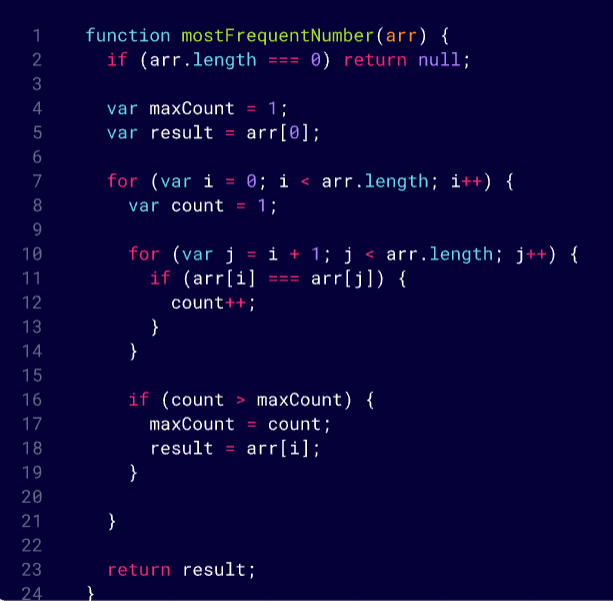 1 function mostFrequentNumber(arr) {
2   if (arr.length === 0) return null;
3
4   var maxCount = 1;
5   var result = arr[0];
6
7   for (var i = 0; i < arr.length; i++) {
8     var count = 1;
9
10     for (var j = i + 1; j < arr.length; j++) {
11       if (arr[i] === arr[j]) {
12         count++;
13       }
14     }
15
16     if (count > maxCount) {
17       maxCount = count;
18       result = arr[i];
19     }
20
21   }
22
23   return result;
24 }